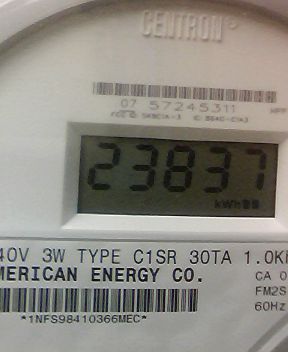 CENTRON®
07 57245311
23837
kWh
40V 3W TYPE C1SR 30TA 1.0K
MERICAN ENERGY CO.
CA 0
FM2S
60Hz
*1NFS98410366MEC*